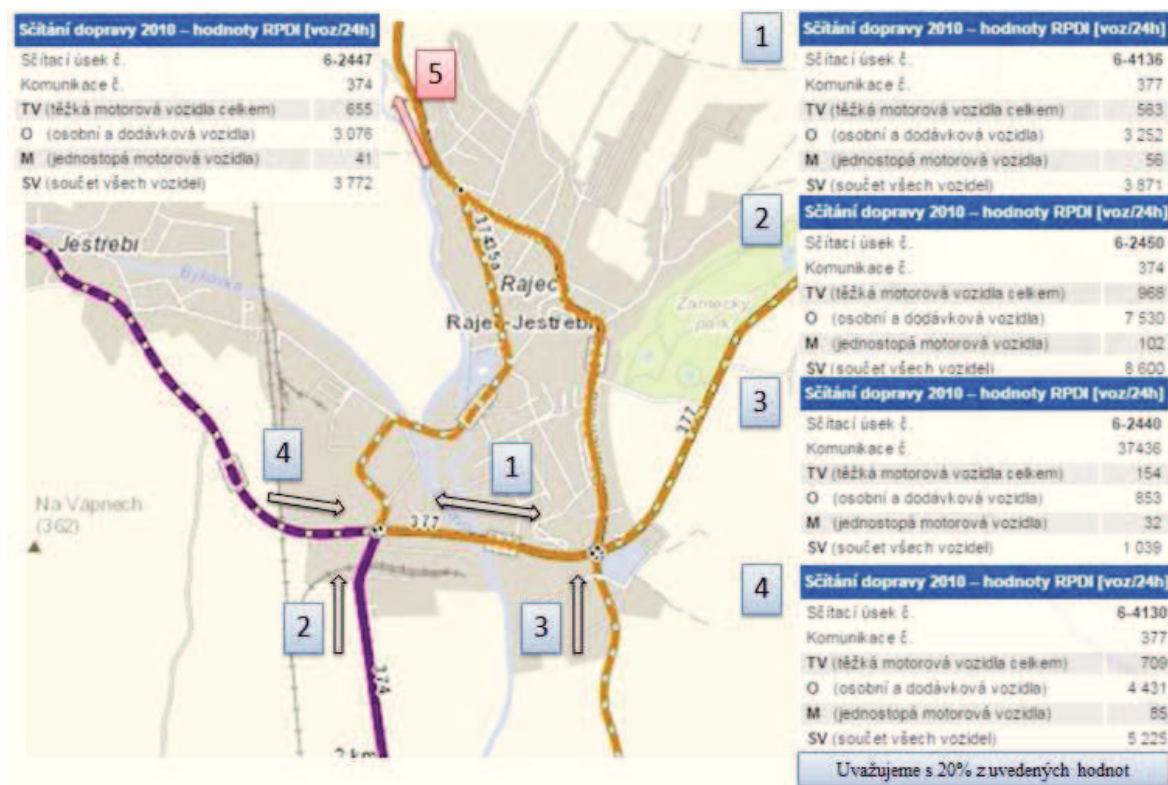 Sčítání dopravy 2010 – hodnoty RPDI [voz/24h]
Sčítací úsek č. 6-2447
Komunikace č. 374
TV (těžká motorová vozidla celkem) 655
O (osobní a dodávková vozidla) 3 076
M (jednostopá motorová vozidla) 41
SV (součet všech vozidel) 3 772
5
1
Sčítání dopravy 2010 – hodnoty RPDI [voz/24h]
Sčítací úsek č. 6-4136
Komunikace č. 377
TV (těžká motorová vozidla celkem) 563
O (osobní a dodávková vozidla) 3 252
M (jednostopá motorová vozidla) 56
SV (součet všech vozidel) 3 871
2
Sčítání dopravy 2010 – hodnoty RPDI [voz/24h]
Sčítací úsek č. 6-2450
Komunikace č. 374
TV (těžká motorová vozidla celkem) 968
O (osobní a dodávková vozidla) 7 530
M (jednostopá motorová vozidla) 102
SV (součet všech vozidel) 8 600
3
Sčítání dopravy 2010 – hodnoty RPDI [voz/24h]
Sčítací úsek č. 6-2440
Komunikace č. 37436
TV (těžká motorová vozidla celkem) 154
O (osobní a dodávková vozidla) 853
M (jednostopá motorová vozidla) 32
SV (součet všech vozidel) 1 039
4
Sčítání dopravy 2010 – hodnoty RPDI [voz/24h]
Sčítací úsek č. 6-4130
Komunikace č. 377
TV (těžká motorová vozidla celkem) 709
O (osobní a dodávková vozidla) 4 431
M (jednostopá motorová vozidla) 85
SV (součet všech vozidel) 5 225
Uvažujeme s 20% z uvedených hodnot
Jestřebí
Býkovka
Rájec
Rájec-Jestřebí
Zámecký
park
377
4
1
Na Vápnech
(362)
377
2
3
374
2 km